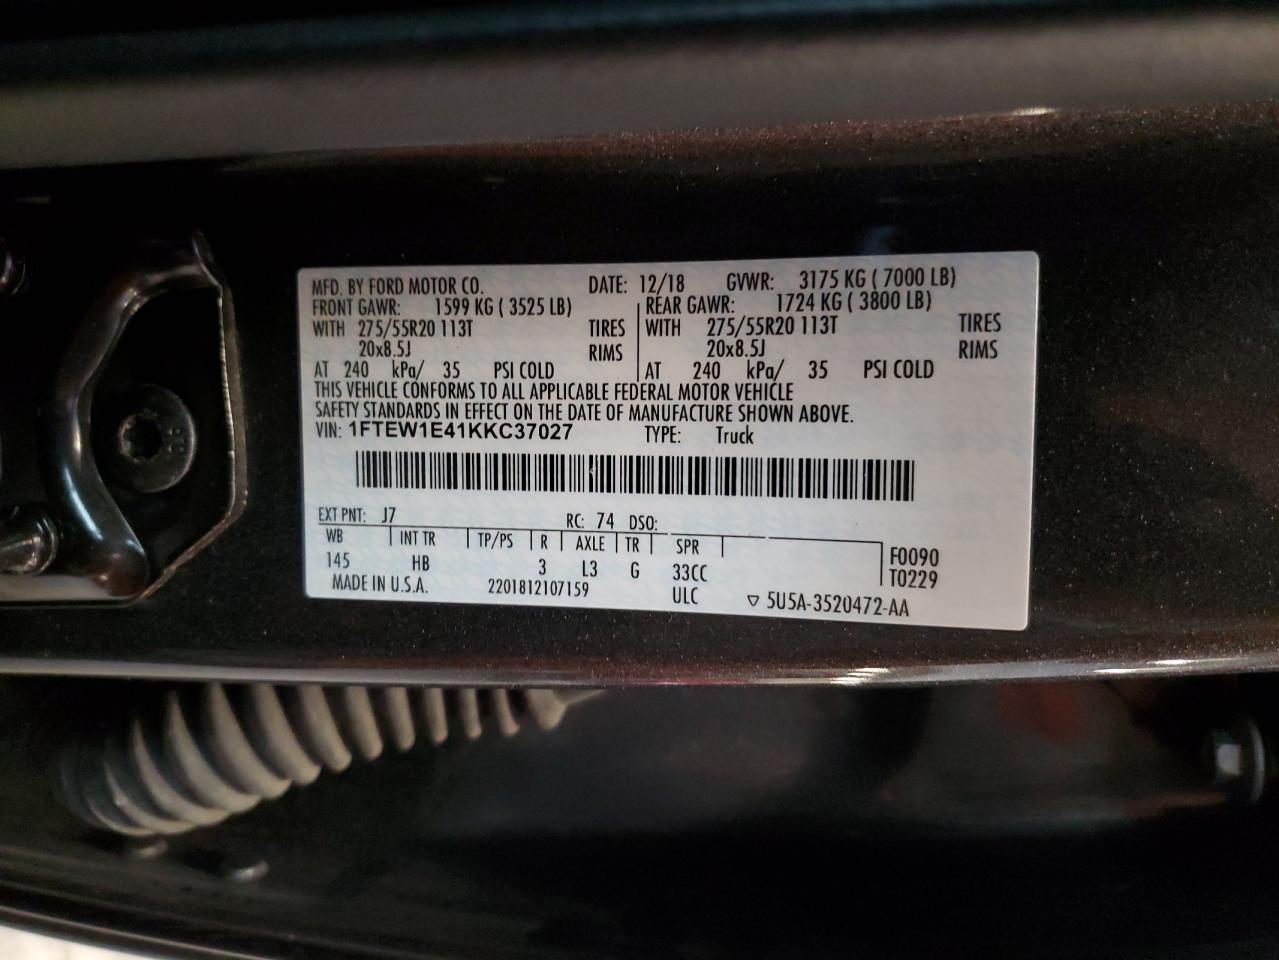 MFD. BY FORD MOTOR CO. DATE: 12/18 GVWR: 3175 KG ( 7000 LB)
FRONT GAWR: 1599 KG ( 3525 LB) REAR GAWR: 1724 KG ( 3800 LB)
WITH 275/55R20 113T TIRES WITH 275/55R20 113T TIRES
20x8.5J RIMS 20x8.5J RIMS
AT 240 kPa/ 35 PSI COLD AT 240 kPa/ 35 PSI COLD
THIS VEHICLE CONFORMS TO ALL APPLICABLE FEDERAL MOTOR VEHICLE
SAFETY STANDARDS IN EFFECT ON THE DATE OF MANUFACTURE SHOWN ABOVE.
VIN: 1FTEW1E41KKC37027 TYPE: Truck
EXT PNT: J7 RC: 74 DSO:
WB INT TR TP/PS R AXLE TR SPR F0090
145 HB 3 L3 G 33CC T0229
MADE IN U.S.A. 2201812107159 ULC ▽ 5U5A-3520472-AA